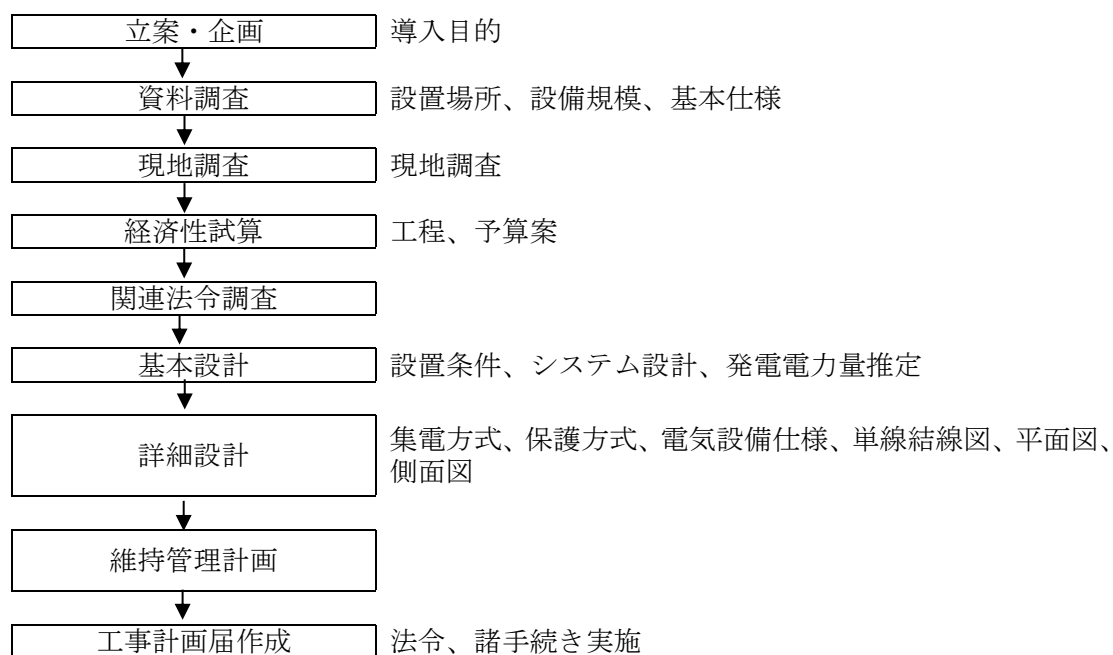 立案・企画 導入目的
資料調査 設置場所、設備規模、基本仕様
現地調査 現地調査
経済性試算 工程、予算案
関連法令調査
基本設計 設置条件、システム設計、発電電力量推定
詳細設計 集電方式、保護方式、電気設備仕様、単線結線図、平面図、
側面図
維持管理計画
工事計画届作成 法令、諸手続き実施